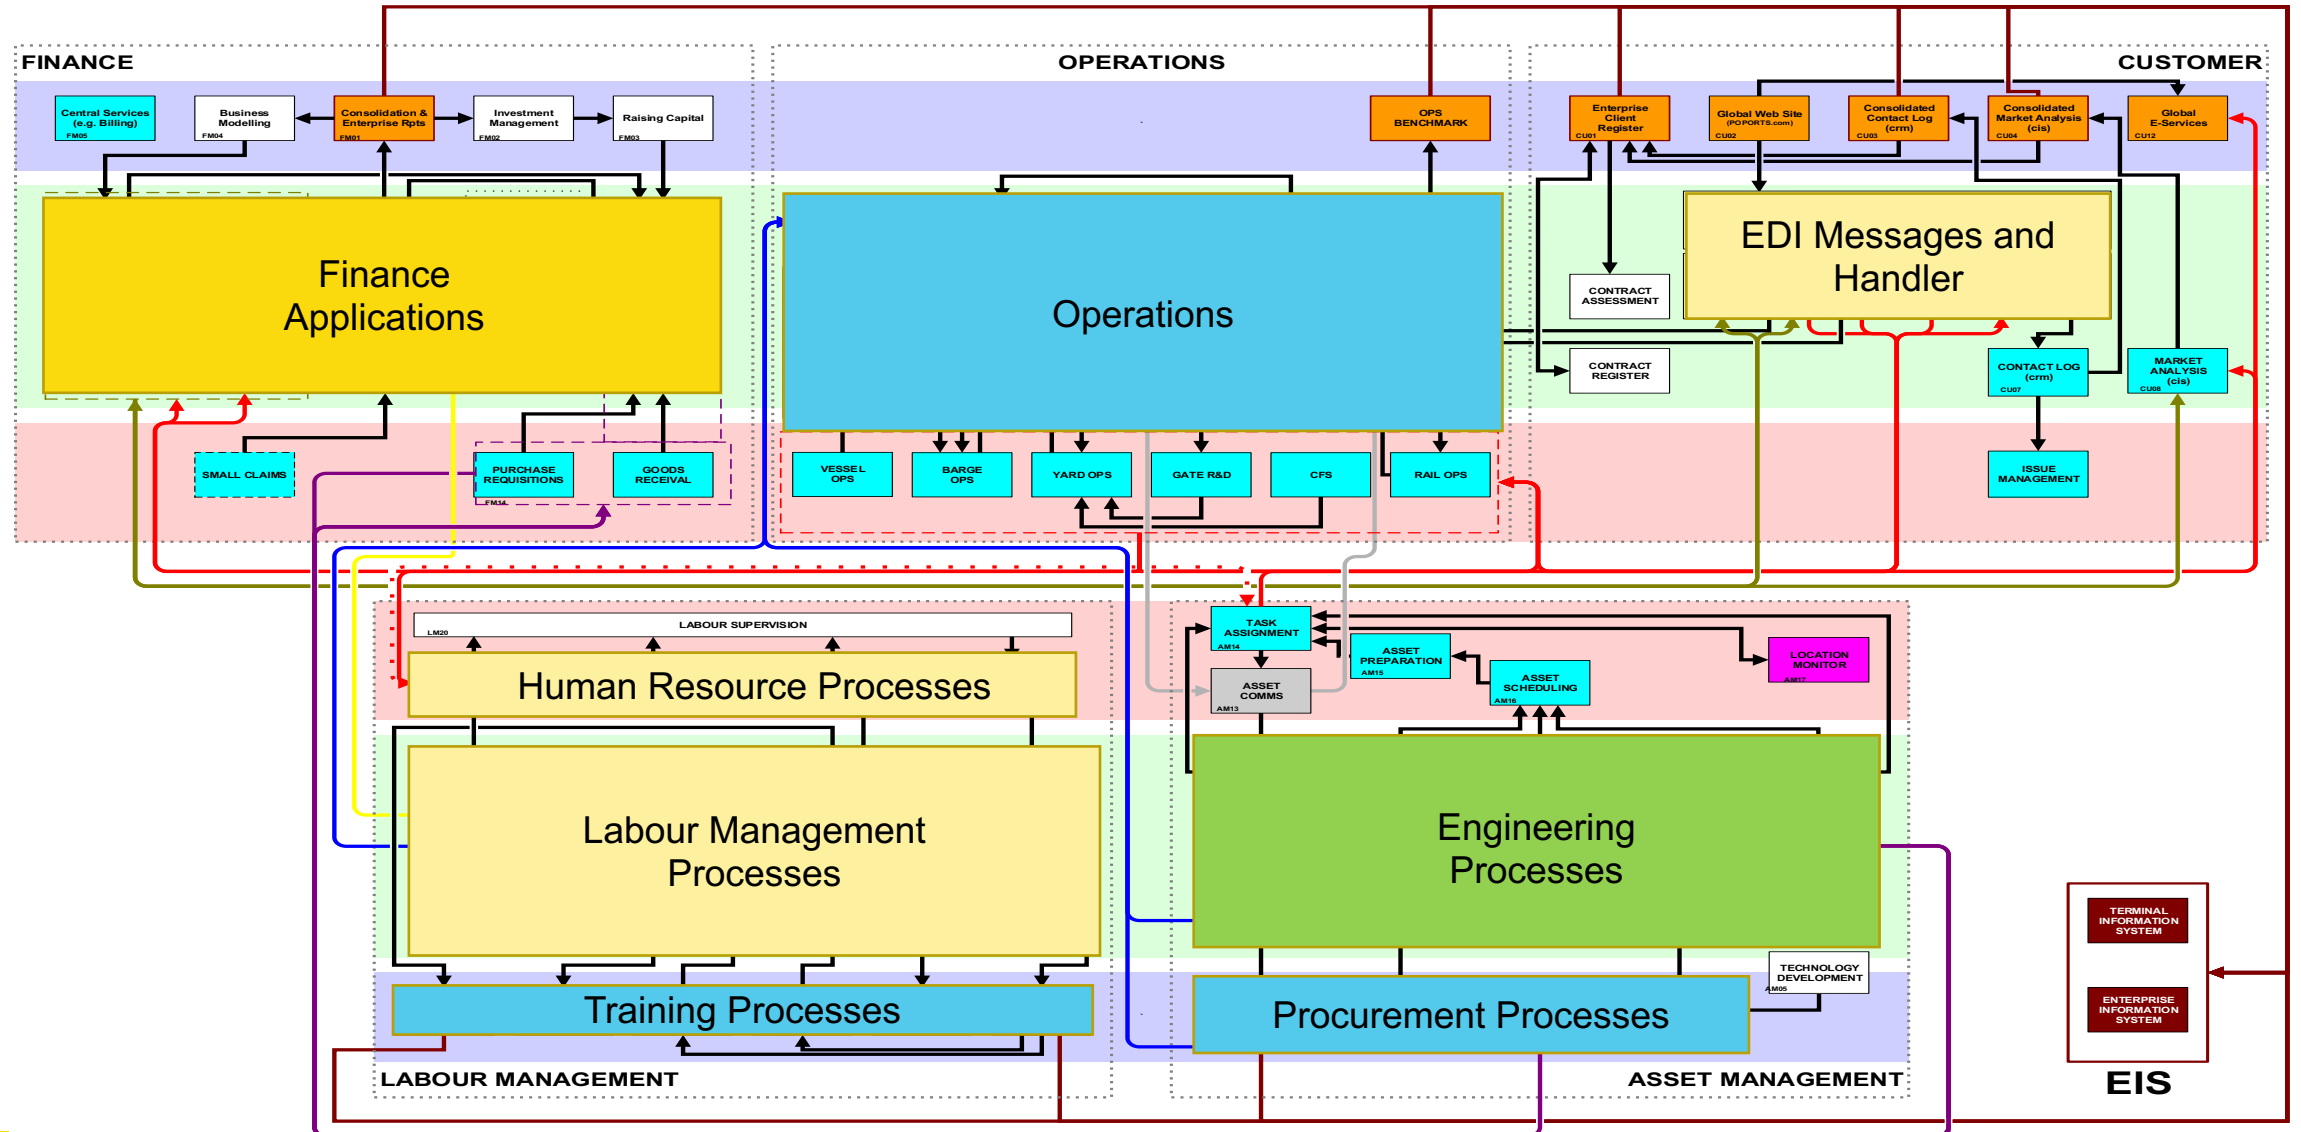 FINANCE
OPERATIONS
CUSTOMER
Central Services
(e.g. Billing)
FM05
Business
Modelling
FM04
Consolidation &
Enterprise Rpts
FM01
Investment
Management
FM02
Raising Capital
FM03
OPS
BENCHMARK
Enterprise
Client
Register
CU01
Global Web Site
(POPORTS.com)
CU02
Consolidated
Contact Log
(crm)
CU03
Consolidated
Market Analysis
(cis)
CU04
Global
E-Services
CU12
Finance
Applications
Operations
EDI Messages and
Handler
CONTRACT
ASSESSMENT
CONTRACT
REGISTER
CONTACT LOG
(crm)
CU07
MARKET
ANALYSIS
(cis)
CU08
SMALL CLAIMS
PURCHASE
REQUISITIONS
FM14
GOODS
RECEIVAL
VESSEL
OPS
BARGE
OPS
YARD OPS
GATE R&D
CFS
RAIL OPS
ISSUE
MANAGEMENT
LABOUR SUPERVISION
LM20
Human Resource Processes
TASK
ASSIGNMENT
AM14
ASSET
PREPARATION
AM15
LOCATION
MONITOR
AM17
ASSET
COMMS
AM13
ASSET
SCHEDULING
AM16
Labour Management
Processes
Engineering
Processes
TERMINAL
INFORMATION
SYSTEM
TECHNOLOGY
DEVELOPMENT
AM05
Training Processes
Procurement Processes
ENTERPRISE
INFORMATION
SYSTEM
LABOUR MANAGEMENT
ASSET MANAGEMENT
EIS